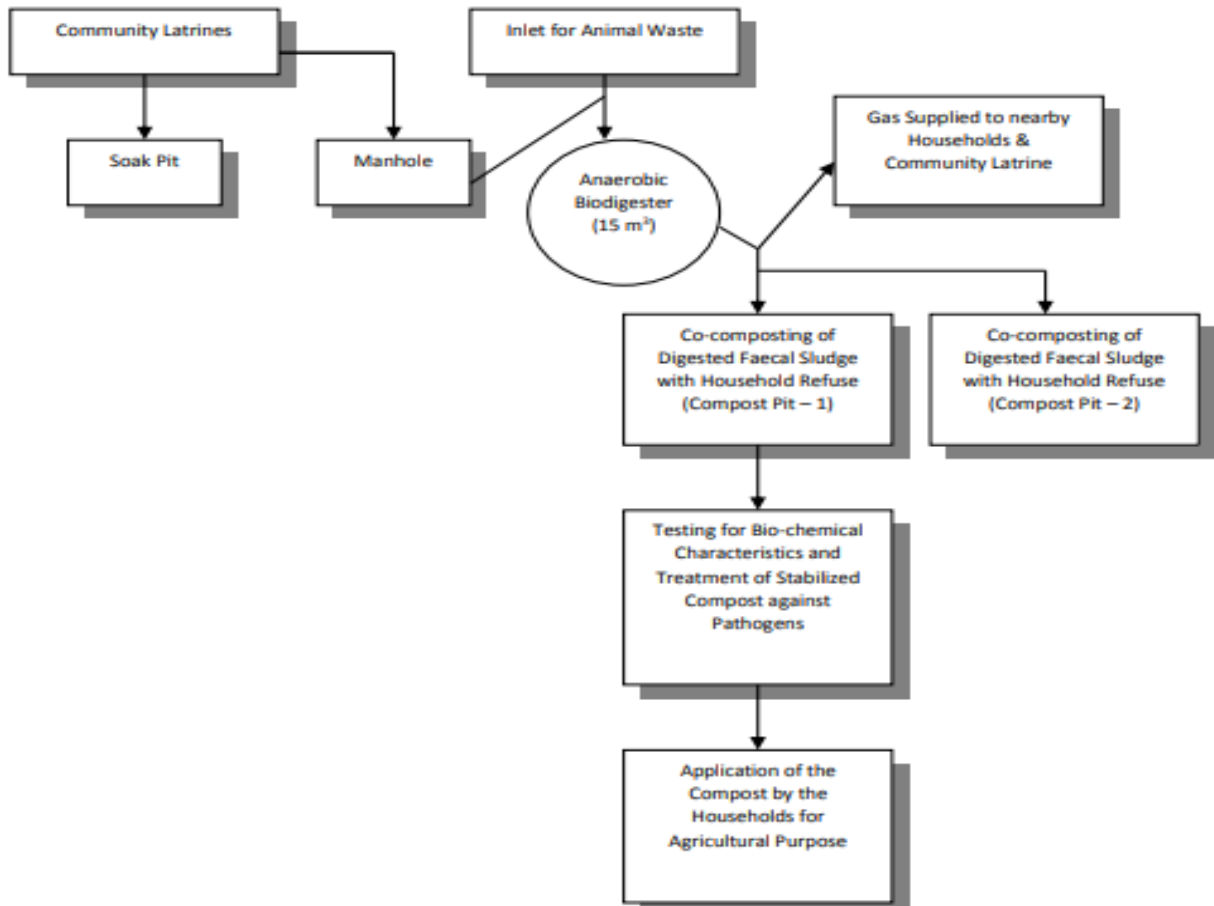 Community Latrines
Inlet for Animal Waste
Soak Pit
Manhole
Anaerobic
Biodigester
(15 m³)
Gas Supplied to nearby
Households &
Community Latrine
Co-composting of
Digested Faecal Sludge
with Household Refuse
(Compost Pit – 1)
Co-composting of
Digested Faecal Sludge
with Household Refuse
(Compost Pit – 2)
Testing for Bio-chemical
Characteristics and
Treatment of Stabilized
Compost against
Pathogens
Application of the
Compost by the
Households for
Agricultural Purpose